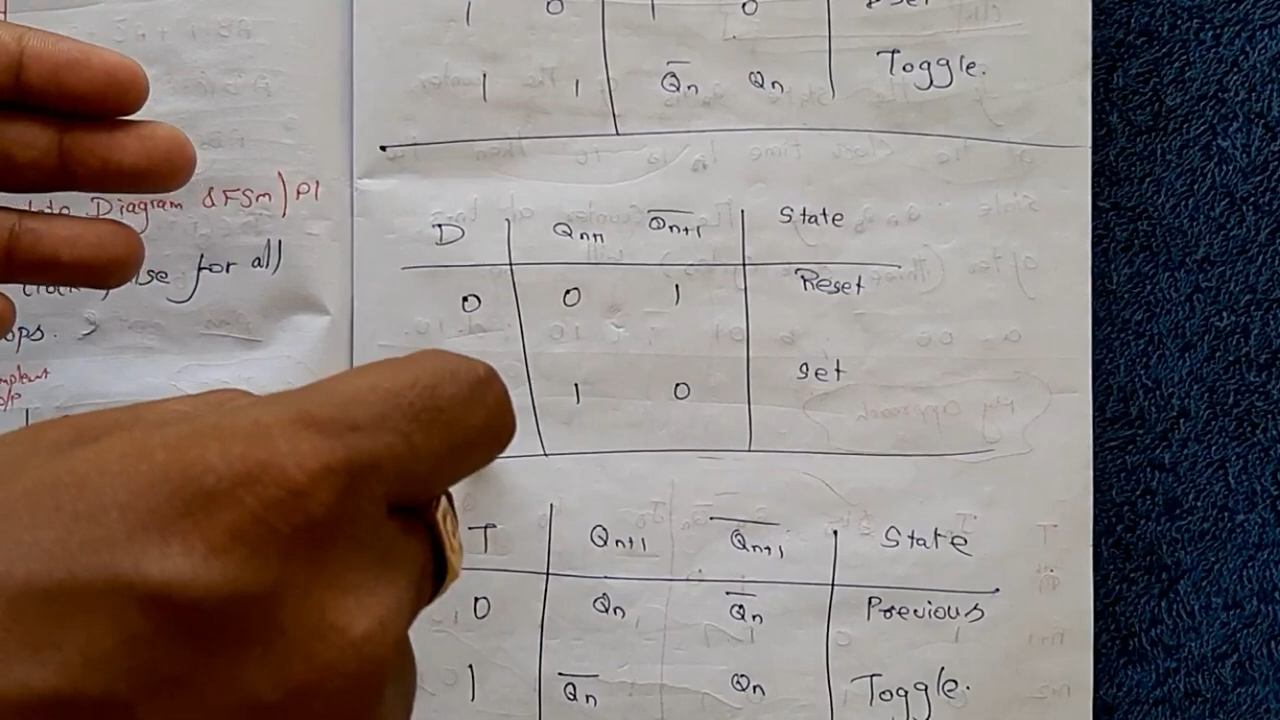 1 0 1 0
1 1 Q̅n Qn Toggle.
Diagram & FSM) P1
for all
ops.
D Qn+1 Q̅n+1 State
0 0 1 Reset
1 0 set
T Qn+1 Q̅n+1 State
0 Qn Q̅n Previous
1 Q̅n Qn Toggle.